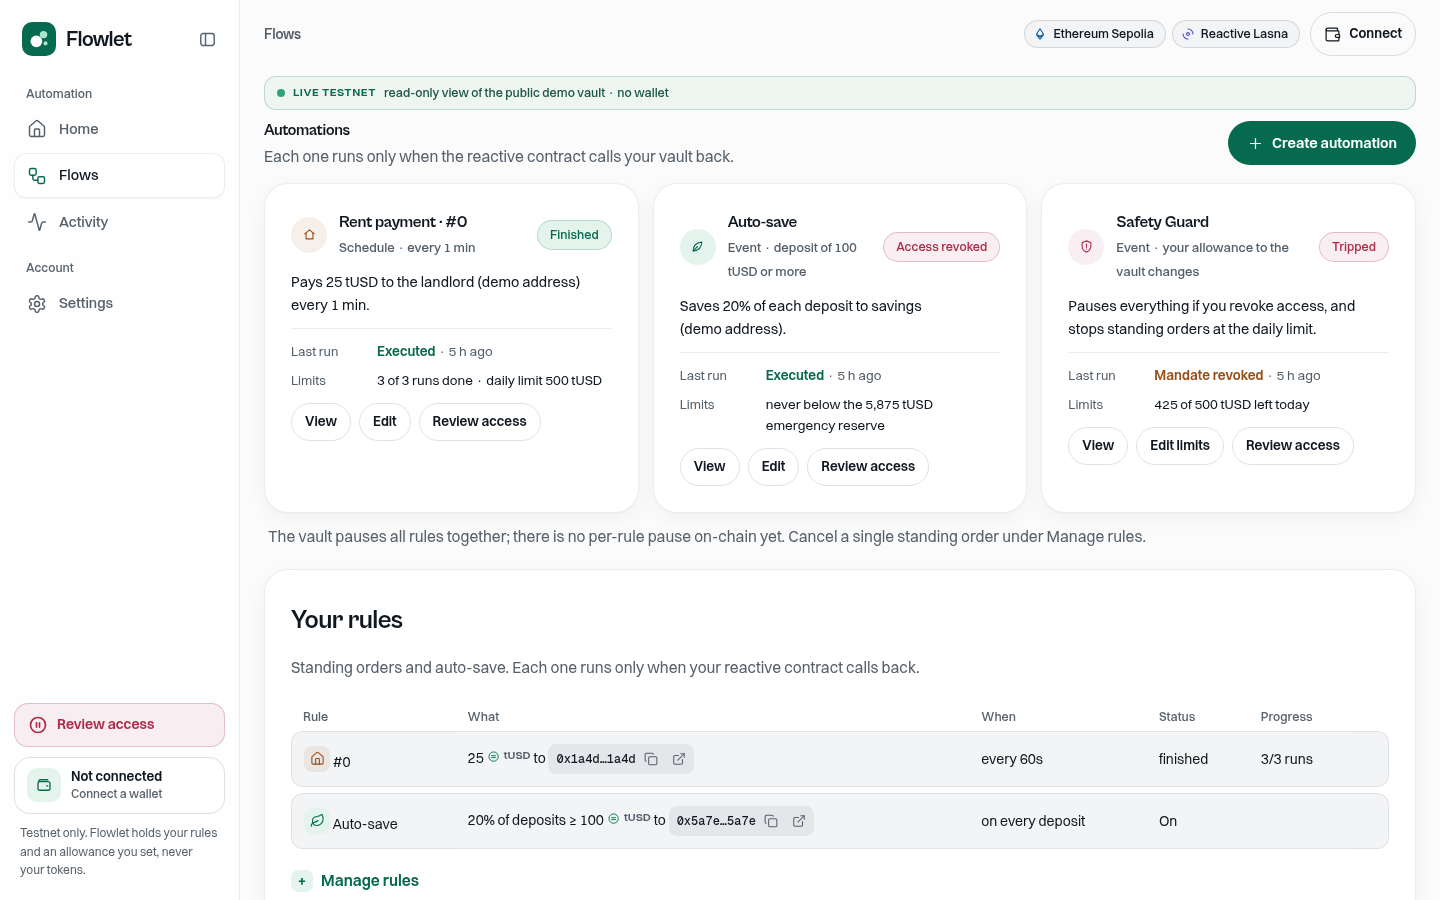 Flowlet
Automation
Home
Flows
Activity
Account
Settings
Review access
Not connected
Connect a wallet
Testnet only. Flowlet holds your rules
and an allowance you set, never
your tokens.
Flows
Ethereum Sepolia
Reactive Lasna
Connect
LIVE TESTNET read-only view of the public demo vault · no wallet
Automations
Each one runs only when the reactive contract calls your vault back.
Create automation
Rent payment · #0
Schedule · every 1 min
Finished
Pays 25 tUSD to the landlord (demo address)
every 1 min.
Last run Executed · 5 h ago
Limits 3 of 3 runs done · daily limit 500 tUSD
View Edit Review access
Auto-save
Event · deposit of 100
tUSD or more
Access revoked
Saves 20% of each deposit to savings
(demo address).
Last run Executed · 5 h ago
Limits never below the 5,875 tUSD
emergency reserve
View Edit Review access
Safety Guard
Event · your allowance to the
vault changes
Tripped
Pauses everything if you revoke access, and
stops standing orders at the daily limit.
Last run Mandate revoked · 5 h ago
Limits 425 of 500 tUSD left today
View Edit limits Review access
The vault pauses all rules together; there is no per-rule pause on-chain yet. Cancel a single standing order under Manage rules.
Your rules
Standing orders and auto-save. Each one runs only when your reactive contract calls back.
Rule What When Status Progress
#0 25 tUSD to 0x1a4d…1a4d every 60s finished 3/3 runs
Auto-save 20% of deposits ≥ 100 tUSD to 0x5a7e…5a7e on every deposit On
+ Manage rules